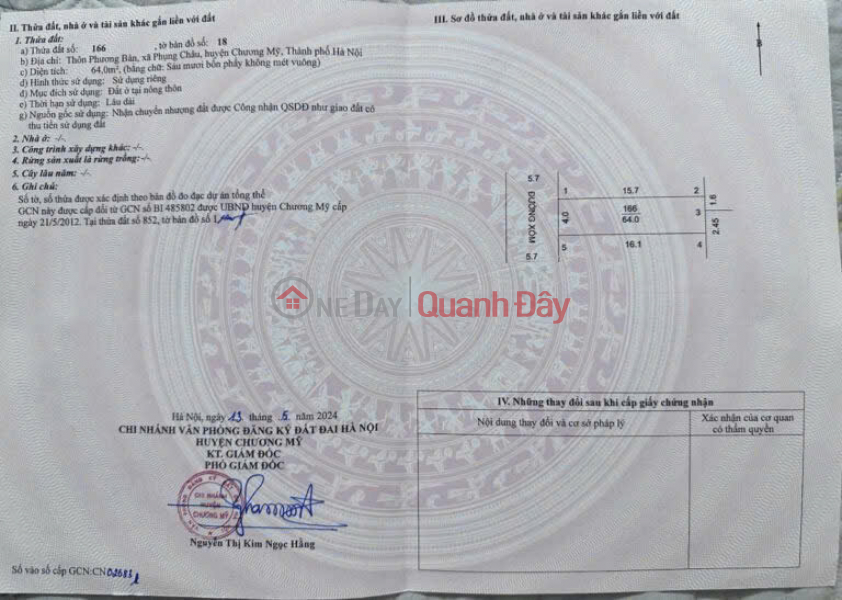 II. Thửa đất, nhà ở và tài sản khác gắn liền với đất
1. Thửa đất:
a) Thửa đất số: 166 , tờ bản đồ số: 18
b) Địa chỉ: Thôn Phương Bản, xã Phụng Châu, huyện Chương Mỹ, Thành phố Hà Nội
c) Diện tích: 64,0m², (bằng chữ: Sáu mươi bốn phẩy không mét vuông)
d) Hình thức sử dụng: Sử dụng riêng
đ) Mục đích sử dụng: Đất ở tại nông thôn
e) Thời hạn sử dụng: Lâu dài
g) Nguồn gốc sử dụng: Nhận chuyển nhượng đất được Công nhận QSDĐ như giao đất có
thu tiền sử dụng đất
2. Nhà ở: -/-.
3. Công trình xây dựng khác: -/-.
4. Rừng sản xuất là rừng trồng: -/-.
5. Cây lâu năm: -/-.
6. Ghi chú:
Số tờ, số thửa được xác định theo bản đồ đo đạc dự án tổng thể
GCN này được cấp đổi từ GCN số BI 485802 được UBND huyện Chương Mỹ cấp
ngày 21/5/2012. Tại thửa đất số 852, tờ bản đồ số 1
Hà Nội, ngày 13 tháng 6 năm 2024
CHI NHÁNH VĂN PHÒNG ĐĂNG KÝ ĐẤT ĐAI HÀ NỘI
HUYỆN CHƯƠNG MỸ
KT. GIÁM ĐỐC
PHÓ GIÁM ĐỐC
CHI NHÁNH
HUYỆN
CHƯƠNG MỸ
Nguyễn Thị Kim Ngọc Hằng
Số vào sổ cấp GCN:CN
III. Sơ đồ thửa đất, nhà ở và tài sản khác gắn liền với đất
B
5.7
ĐƯỜNG XÓM
5.7
1 15.7 2
4.0
166
64.0
3
1.6
2.45
5 16.1 4
ONEDAY Quanh Đây
IV. Những thay đổi sau khi cấp giấy chứng nhận
Nội dung thay đổi và cơ sở pháp lý
Xác nhận của cơ quan
có thẩm quyền